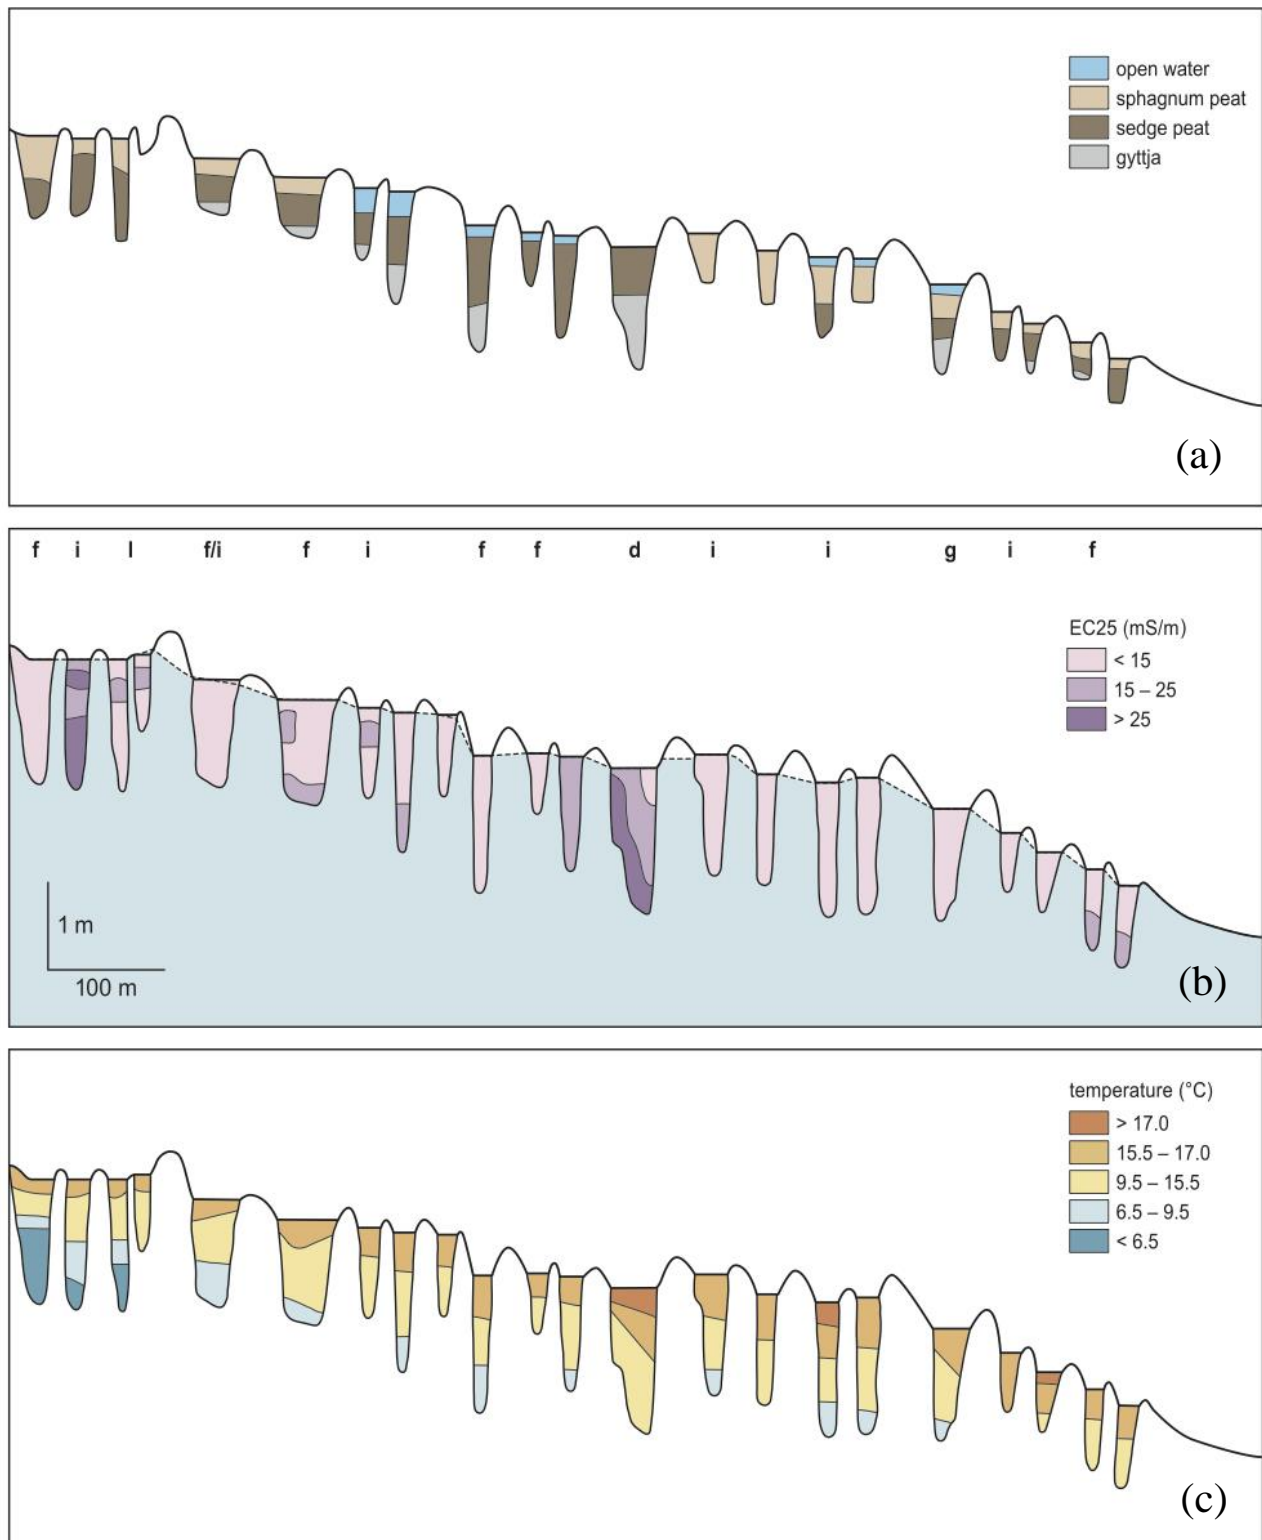 open water
sphagnum peat
sedge peat
gyttja
(a)
f i l f/i f i f f d i i g i f
EC25 (mS/m)
< 15
15 – 25
> 25
1 m
100 m
(b)
temperature (°C)
> 17.0
15.5 – 17.0
9.5 – 15.5
6.5 – 9.5
< 6.5
(c)